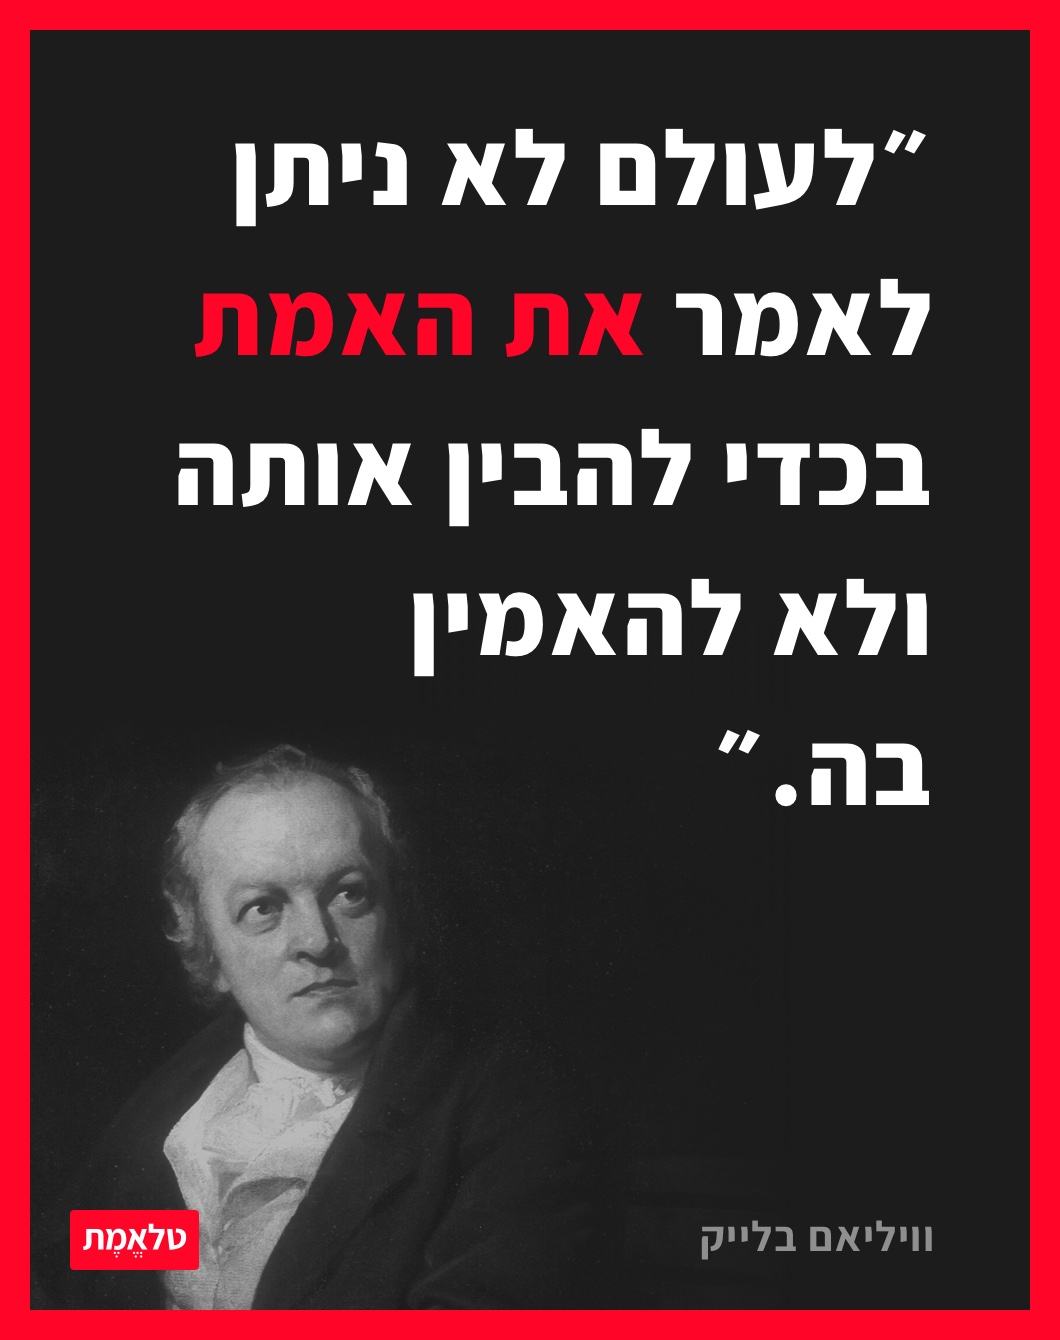 ״לעולם לא ניתן
לאמר את האמת
בכדי להבין אותה
ולא להאמין
בה.״
וויליאם בלייק
טלאֱמֶת